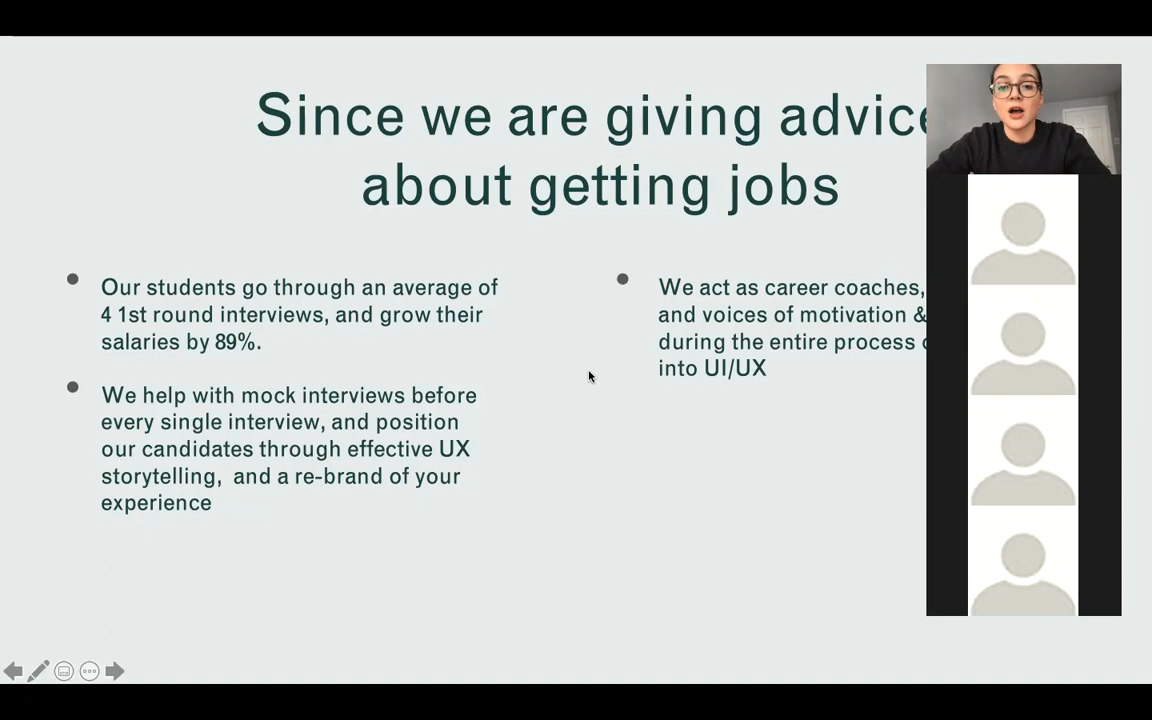 Since we are giving advice
about getting jobs
Our students go through an average of
4 1st round interviews, and grow their
salaries by 89%.
We help with mock interviews before
every single interview, and position
our candidates through effective UX
storytelling, and a re-brand of your
experience
We act as career coaches,
and voices of motivation &
during the entire process
into UI/UX